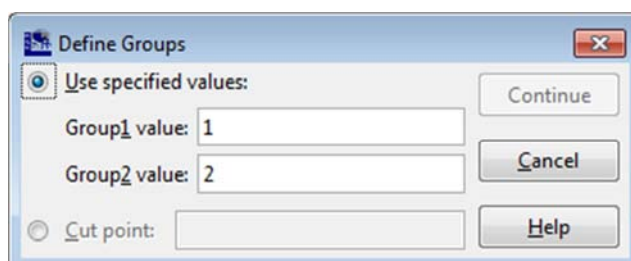 Define Groups
Use specified values:
Continue
Group1 value: 1
Group2 value: 2
Cancel
Cut point:
Help